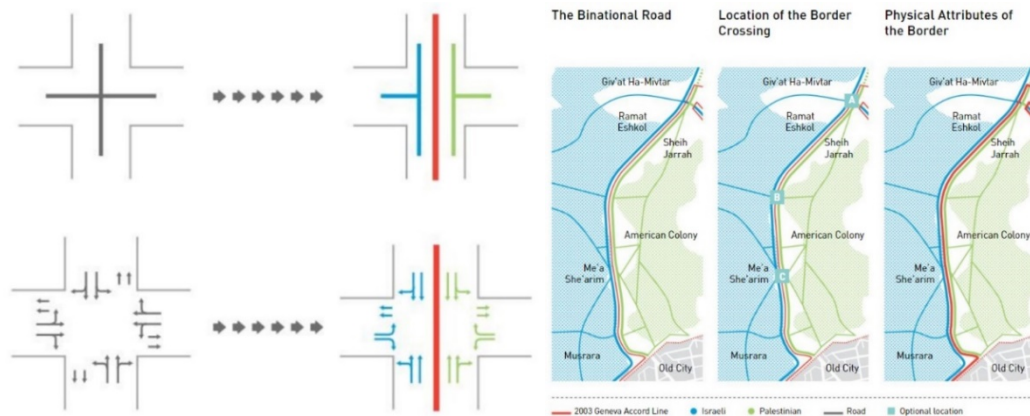 The Binational Road
Location of the Border
Crossing
Physical Attributes of
the Border
Giv'at Ha-Mivtar
Ramat
Eshkol
Sheih
Jarrah
American Colony
Me'a
She'arim
Musrara
Old City
Giv'at Ha-Mivtar
A
Ramat
Eshkol
Sheih
Jarrah
B
American Colony
Me'a
She'arim
C
Musrara
Old City
Giv'at Ha-Mivtar
Ramat
Eshkol
Sheih
Jarrah
American Colony
Me'a
She'arim
Musrara
Old City
2003 Geneva Accord Line
Israeli
Palestinian
Road
Optional location